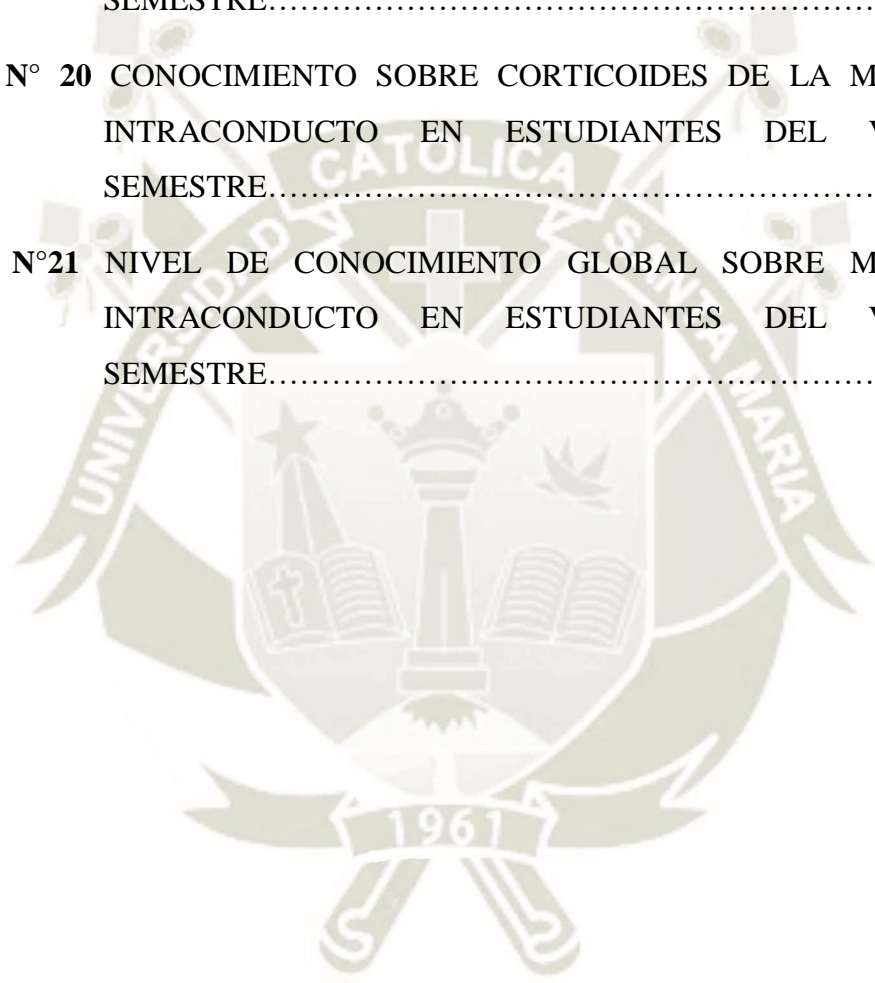 SEMESTRE……………………………………………………
N° 20 CONOCIMIENTO SOBRE CORTICOIDES DE LA
INTRACONDUCTO EN ESTUDIANTES DEL
SEMESTRE……………………………………………………
N°21 NIVEL DE CONOCIMIENTO GLOBAL SOBRE
INTRACONDUCTO EN ESTUDIANTES DEL
SEMESTRE……………………………………………………
UNIVERSIDAD CATOLICA SANTA MARIA
1961